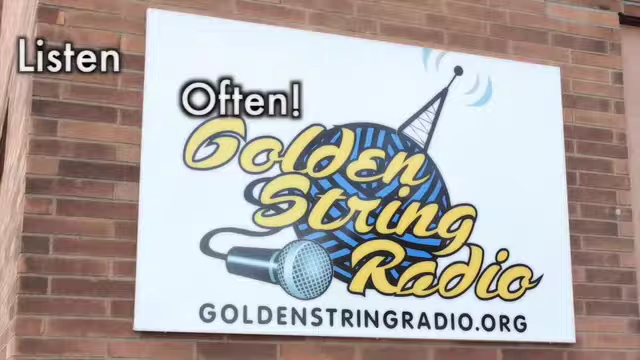 Listen
Often!
Golden
String
Radio
GOLDENSTRINGRADIO.ORG